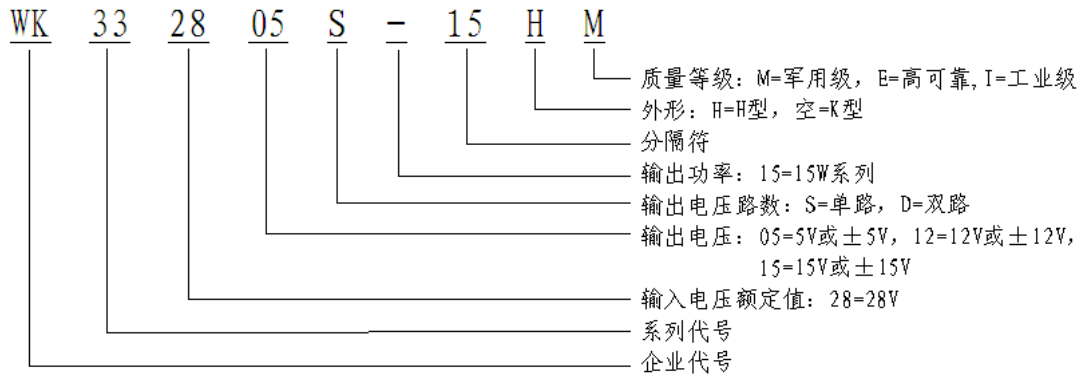 WK 33 28 05 S - 15 H M
质量等级：M=军用级，E=高可靠,I=工业级
外形：H=H型，空=K型
分隔符
输出功率：15=15W系列
输出电压路数：S=单路，D=双路
输出电压：05=5V或±5V，12=12V或±12V，
15=15V或±15V
输入电压额定值：28=28V
系列代号
企业代号